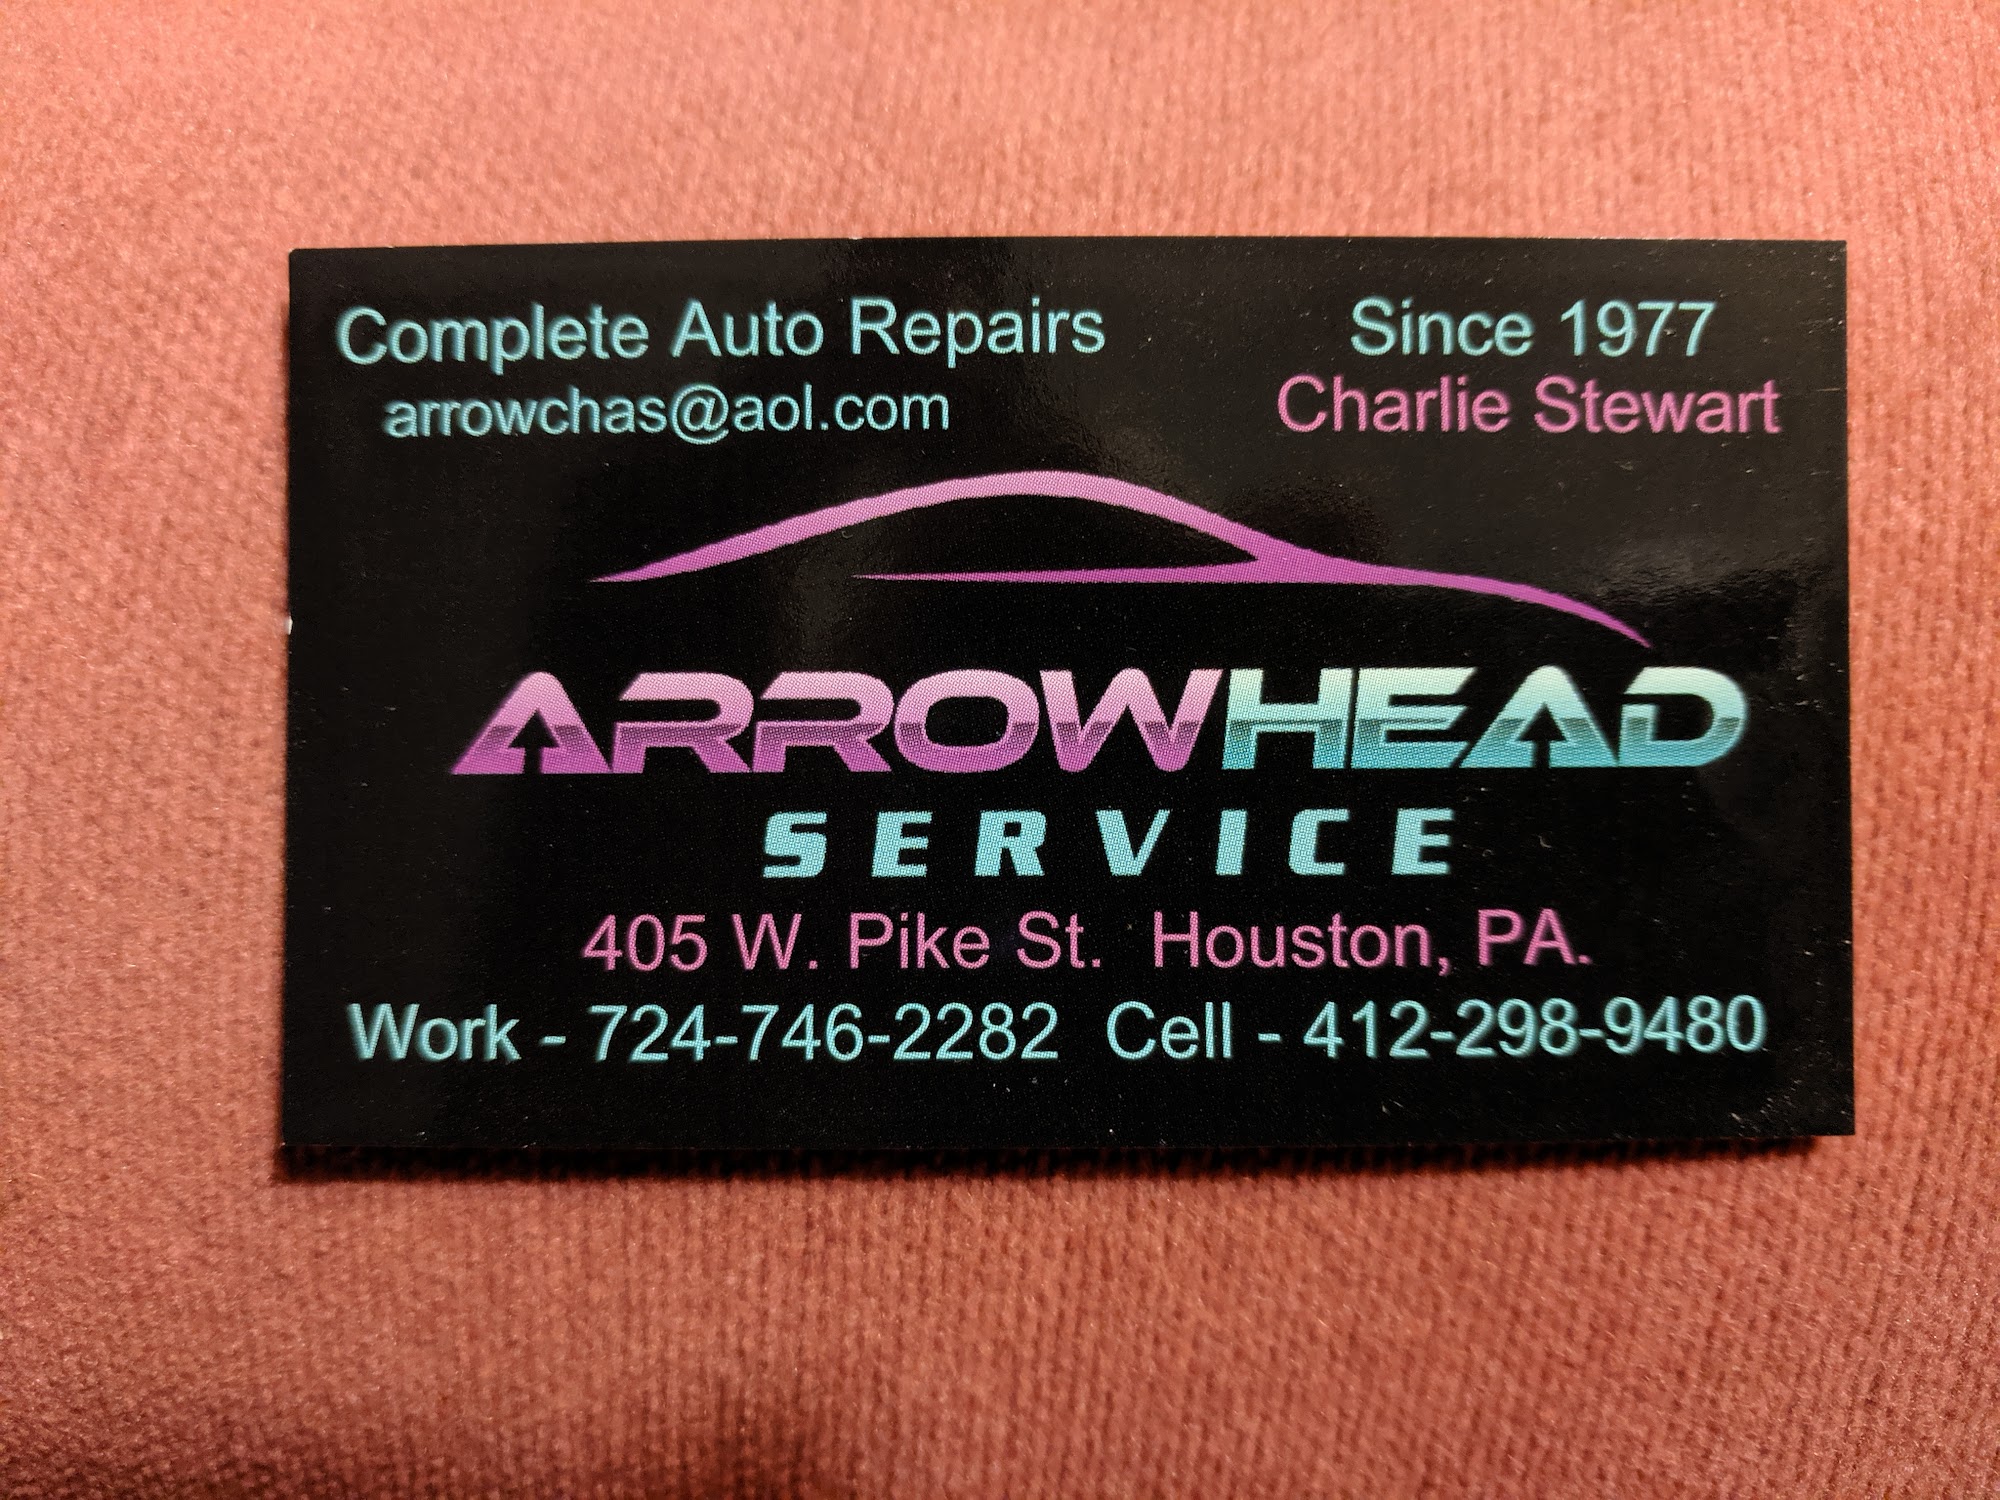 Complete Auto Repairs
Since 1977
arrowchas@aol.com
Charlie Stewart
ARROWHEAD
SERVICE
405 W. Pike St. Houston, PA.
Work - 724-746-2282 Cell - 412-298-9480